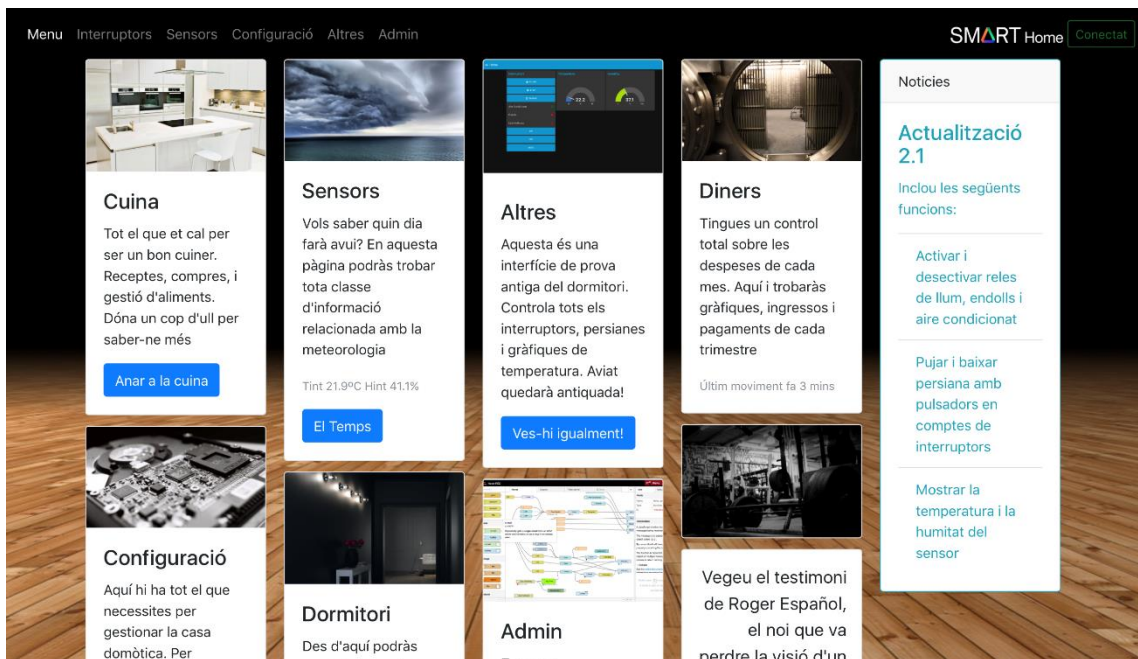 Menu Interruptors Sensors Configuració Altres Admin
SMART Home Conectat
Cuina
Tot el que et cal per
ser un bon cuiner.
Receptes, compres, i
gestió d'aliments.
Dóna un cop d'ull per
saber-ne més
Anar a la cuina
Configuració
Aquí hi ha tot el que
necessites per
gestionar la casa
domòtica. Per
Sensors
Vols saber quin dia
farà avui? En aquesta
pàgina podràs trobar
tota classe
d'informació
relacionada amb la
meteorologia
Tint 21.9ºC Hint 41.1%
El Temps
Dormitori
Des d'aquí podràs
Altres
Aquesta és una
interfície de prova
antiga del dormitori.
Controla tots els
interruptors, persianes
i gràfiques de
temperatura. Aviat
quedarà antiquada!
Ves-hi igualment!
Admin
Diners
Tingues un control
total sobre les
despeses de cada
mes. Aquí i trobaràs
gràfiques, ingressos i
pagaments de cada
trimestre
Últim moviment fa 3 mins
Vegeu el testimoni
de Roger Español,
el noi que va
perdre la visió d'un
Noticies
Actualització
2.1
Inclou les següents
funcions:
Activar i
desectivar reles
de llum, endolls i
aire condicionat
Pujar i baixar
persiana amb
pulsadors en
comptes de
interruptors
Mostrar la
temperatura i la
humitat del
sensor